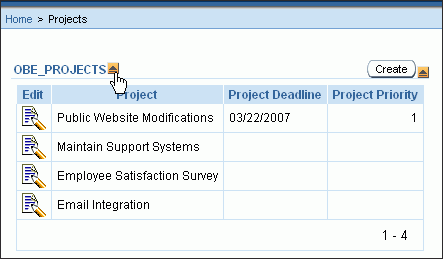 Home > Projects
OBE_PROJECTS Create
Edit Project Project Deadline Project Priority
Public Website Modifications 03/22/2007 1
Maintain Support Systems
Employee Satisfaction Survey
Email Integration
1 - 4